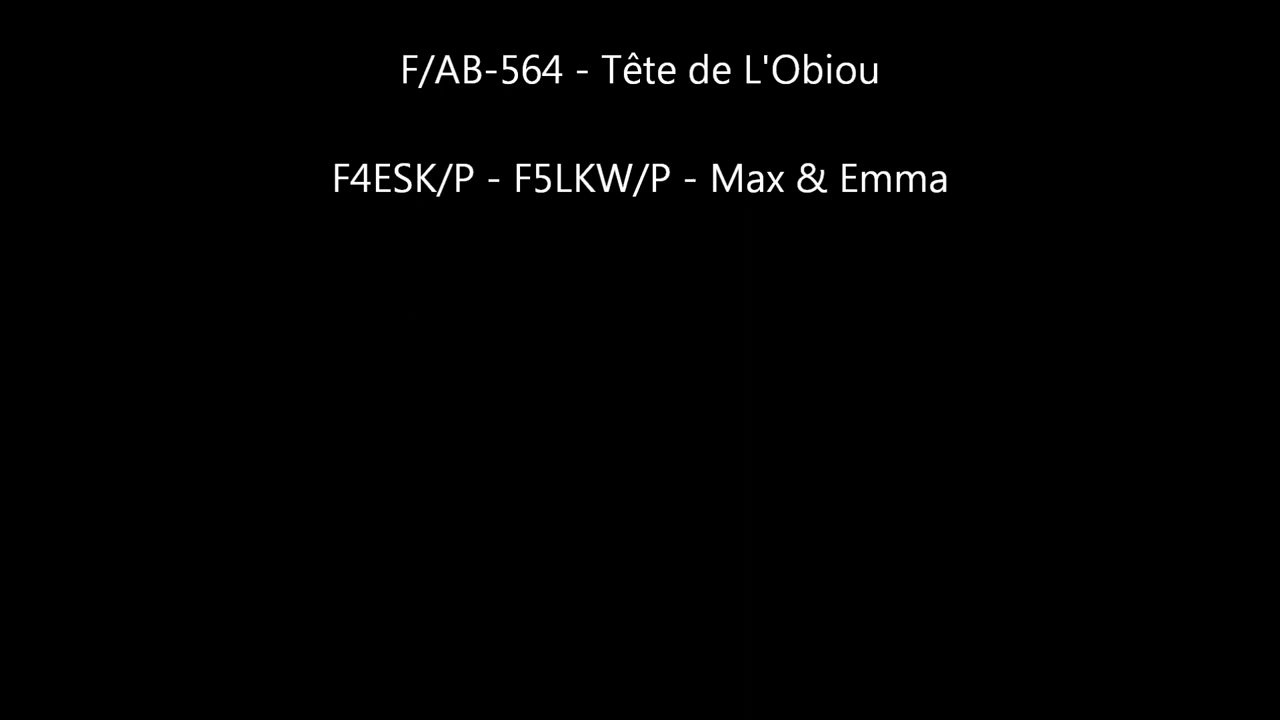 F/AB-564 - Tête de L'Obiou
F4ESK/P - F5LKW/P - Max & Emma